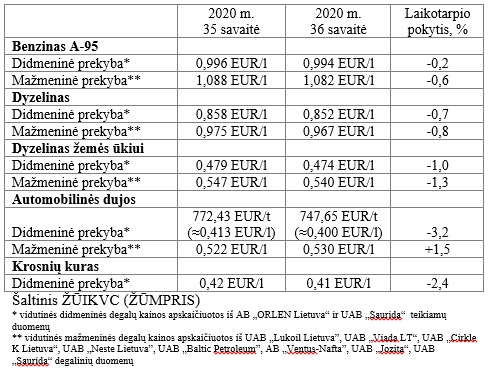 2020 m. 35 savaitė 2020 m. 36 savaitė Laikotarpio pokytis, %
Benzinas A-95
Didmeninė prekyba* 0,996 EUR/l 0,994 EUR/l -0,2
Mažmeninė prekyba** 1,088 EUR/l 1,082 EUR/l -0,6
Dyzelinas
Didmeninė prekyba* 0,858 EUR/l 0,852 EUR/l -0,7
Mažmeninė prekyba** 0,975 EUR/l 0,967 EUR/l -0,8
Dyzelinas žemės ūkiui
Didmeninė prekyba* 0,479 EUR/l 0,474 EUR/l -1,0
Mažmeninė prekyba** 0,547 EUR/l 0,540 EUR/l -1,3
Automobilinės dujos
Didmeninė prekyba* 772,43 EUR/t (≈0,413 EUR/l) 747,65 EUR/t (≈0,400 EUR/l) -3,2
Mažmeninė prekyba** 0,522 EUR/l 0,530 EUR/l +1,5
Krosnių kuras
Didmeninė prekyba* 0,42 EUR/l 0,41 EUR/l -2,4
Šaltinis ŽŪIKVC (ŽŪMPRIS)
* vidutinės didmeninės degalų kainos apskaičiuotos iš AB „ORLEN Lietuva“ ir UAB „Saurida“ teikiamų
duomenų
** vidutinės mažmeninės degalų kainos apskaičiuotos iš UAB „Lukoil Lietuva”, UAB „Viada LT“, UAB „Cirkle
K Lietuva“, UAB „Neste Lietuva”, UAB „Baltic Petroleum”, AB „Ventus-Nafta”, UAB „Jozita”, UAB
„Saurida“ degalinių duomenų